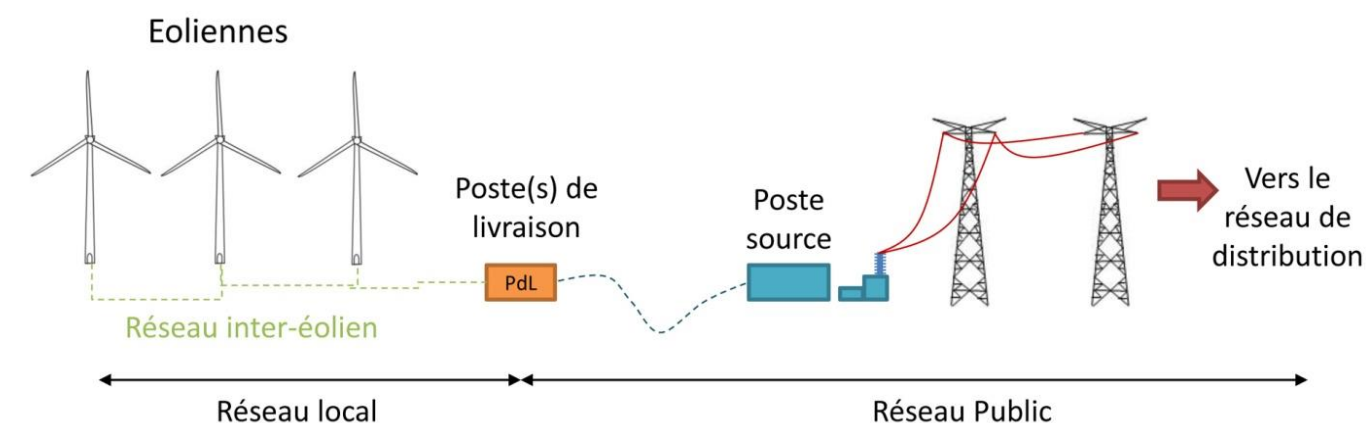 Eoliennes
Poste(s) de
livraison
PdL
Poste
source
Vers le
réseau de
distribution
Réseau inter-éolien
Réseau local
Réseau Public